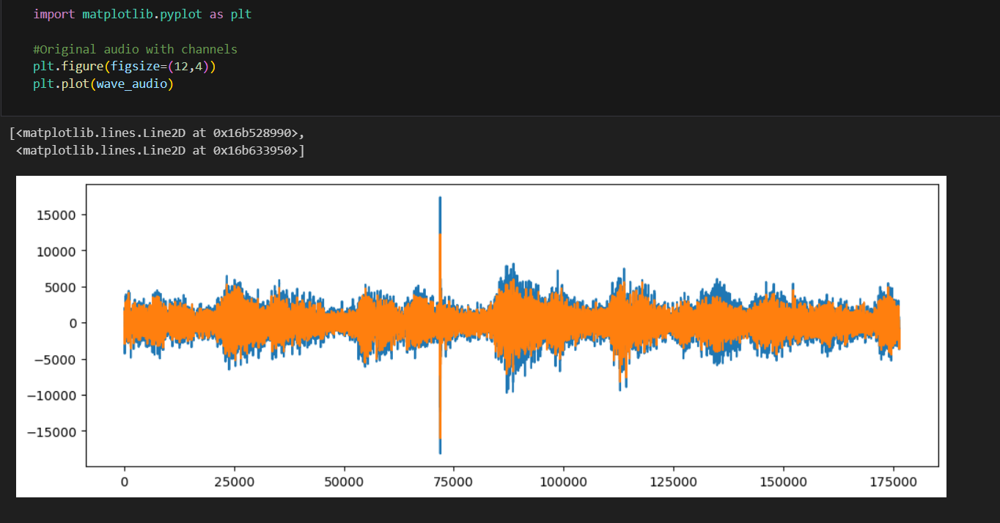 import matplotlib.pyplot as plt
#Original audio with channels
plt.figure(figsize=(12,4))
plt.plot(wave_audio)
[<matplotlib.lines.Line2D at 0x16b528990>,
<matplotlib.lines.Line2D at 0x16b633950>]
15000
10000
5000
0
−5000
−10000
−15000
0 25000 50000 75000 100000 125000 150000 175000